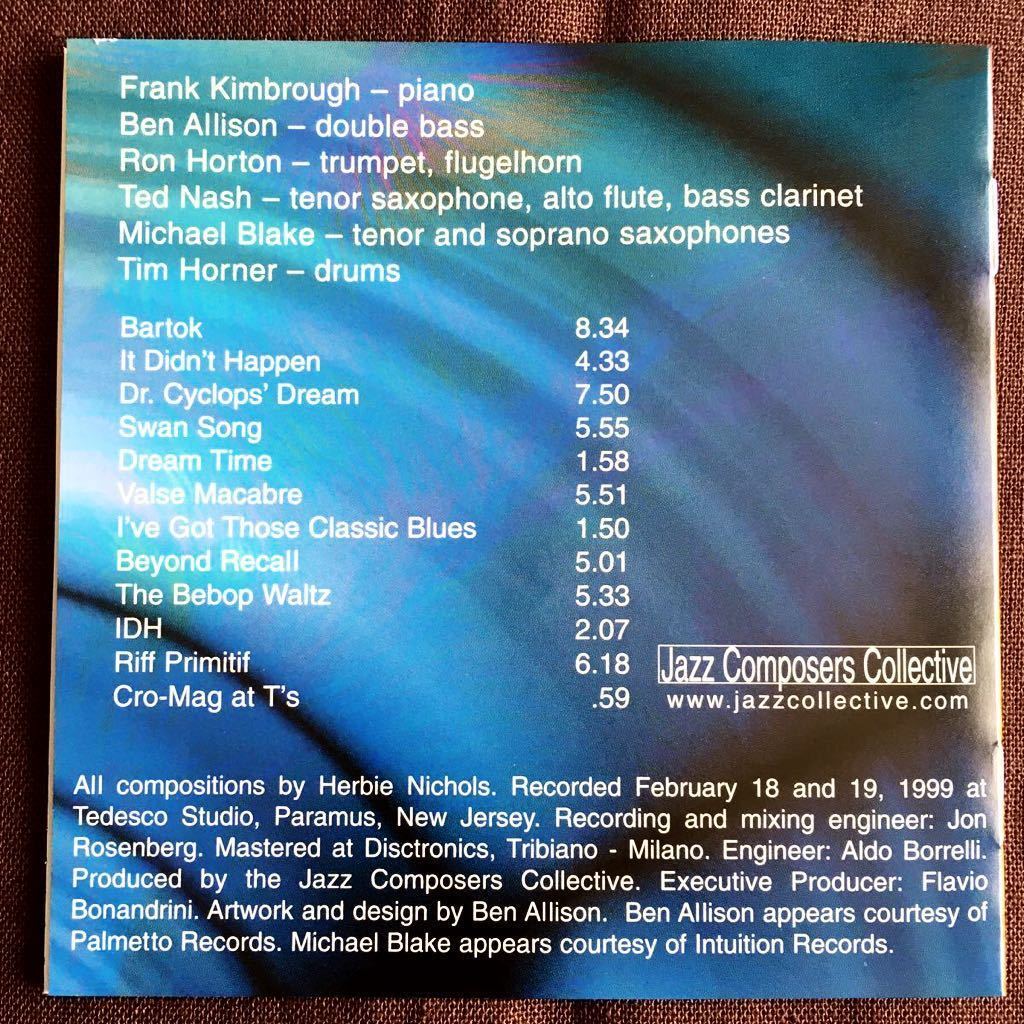 Frank Kimbrough – piano
Ben Allison – double bass
Ron Horton – trumpet, flugelhorn
Ted Nash – tenor saxophone, alto flute, bass clarinet
Michael Blake – tenor and soprano saxophones
Tim Horner – drums
Bartok 8.34
It Didn't Happen 4.33
Dr. Cyclops' Dream 7.50
Swan Song 5.55
Dream Time 1.58
Valse Macabre 5.51
I've Got Those Classic Blues 1.50
Beyond Recall 5.01
The Bebop Waltz 5.33
IDH 2.07
Riff Primitif 6.18
Cro-Mag at T's .59
Jazz Composers Collective
www.jazzcollective.com
All compositions by Herbie Nichols. Recorded February 18 and 19, 1999 at
Tedesco Studio, Paramus, New Jersey. Recording and mixing engineer: Jon
Rosenberg. Mastered at Disctronics, Tribiano - Milano. Engineer: Aldo Borrelli.
Produced by the Jazz Composers Collective. Executive Producer: Flavio
Bonandrini. Artwork and design by Ben Allison. Ben Allison appears courtesy of
Palmetto Records. Michael Blake appears courtesy of Intuition Records.